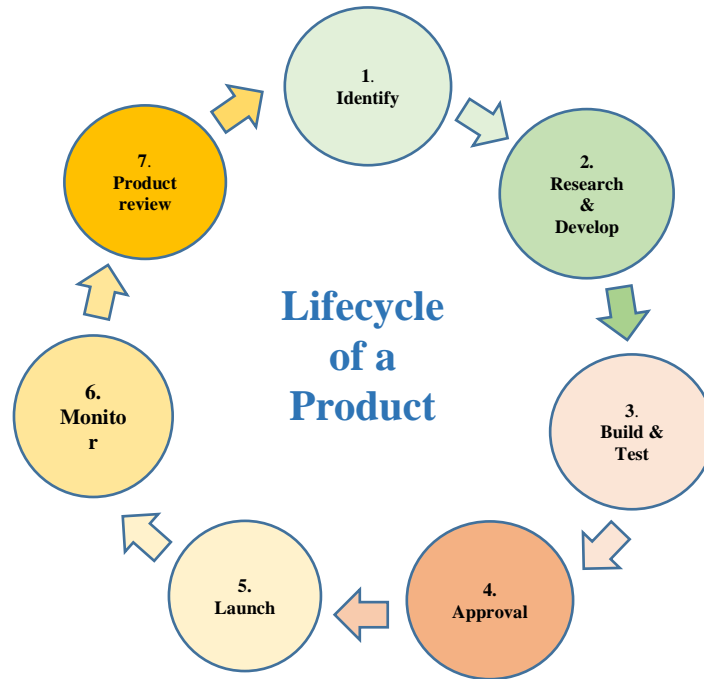 1.
Identify
2.
Research
&
Develop
3.
Build &
Test
4.
Approval
5.
Launch
6.
Monito
r
7.
Product
review
Lifecycle
of a
Product